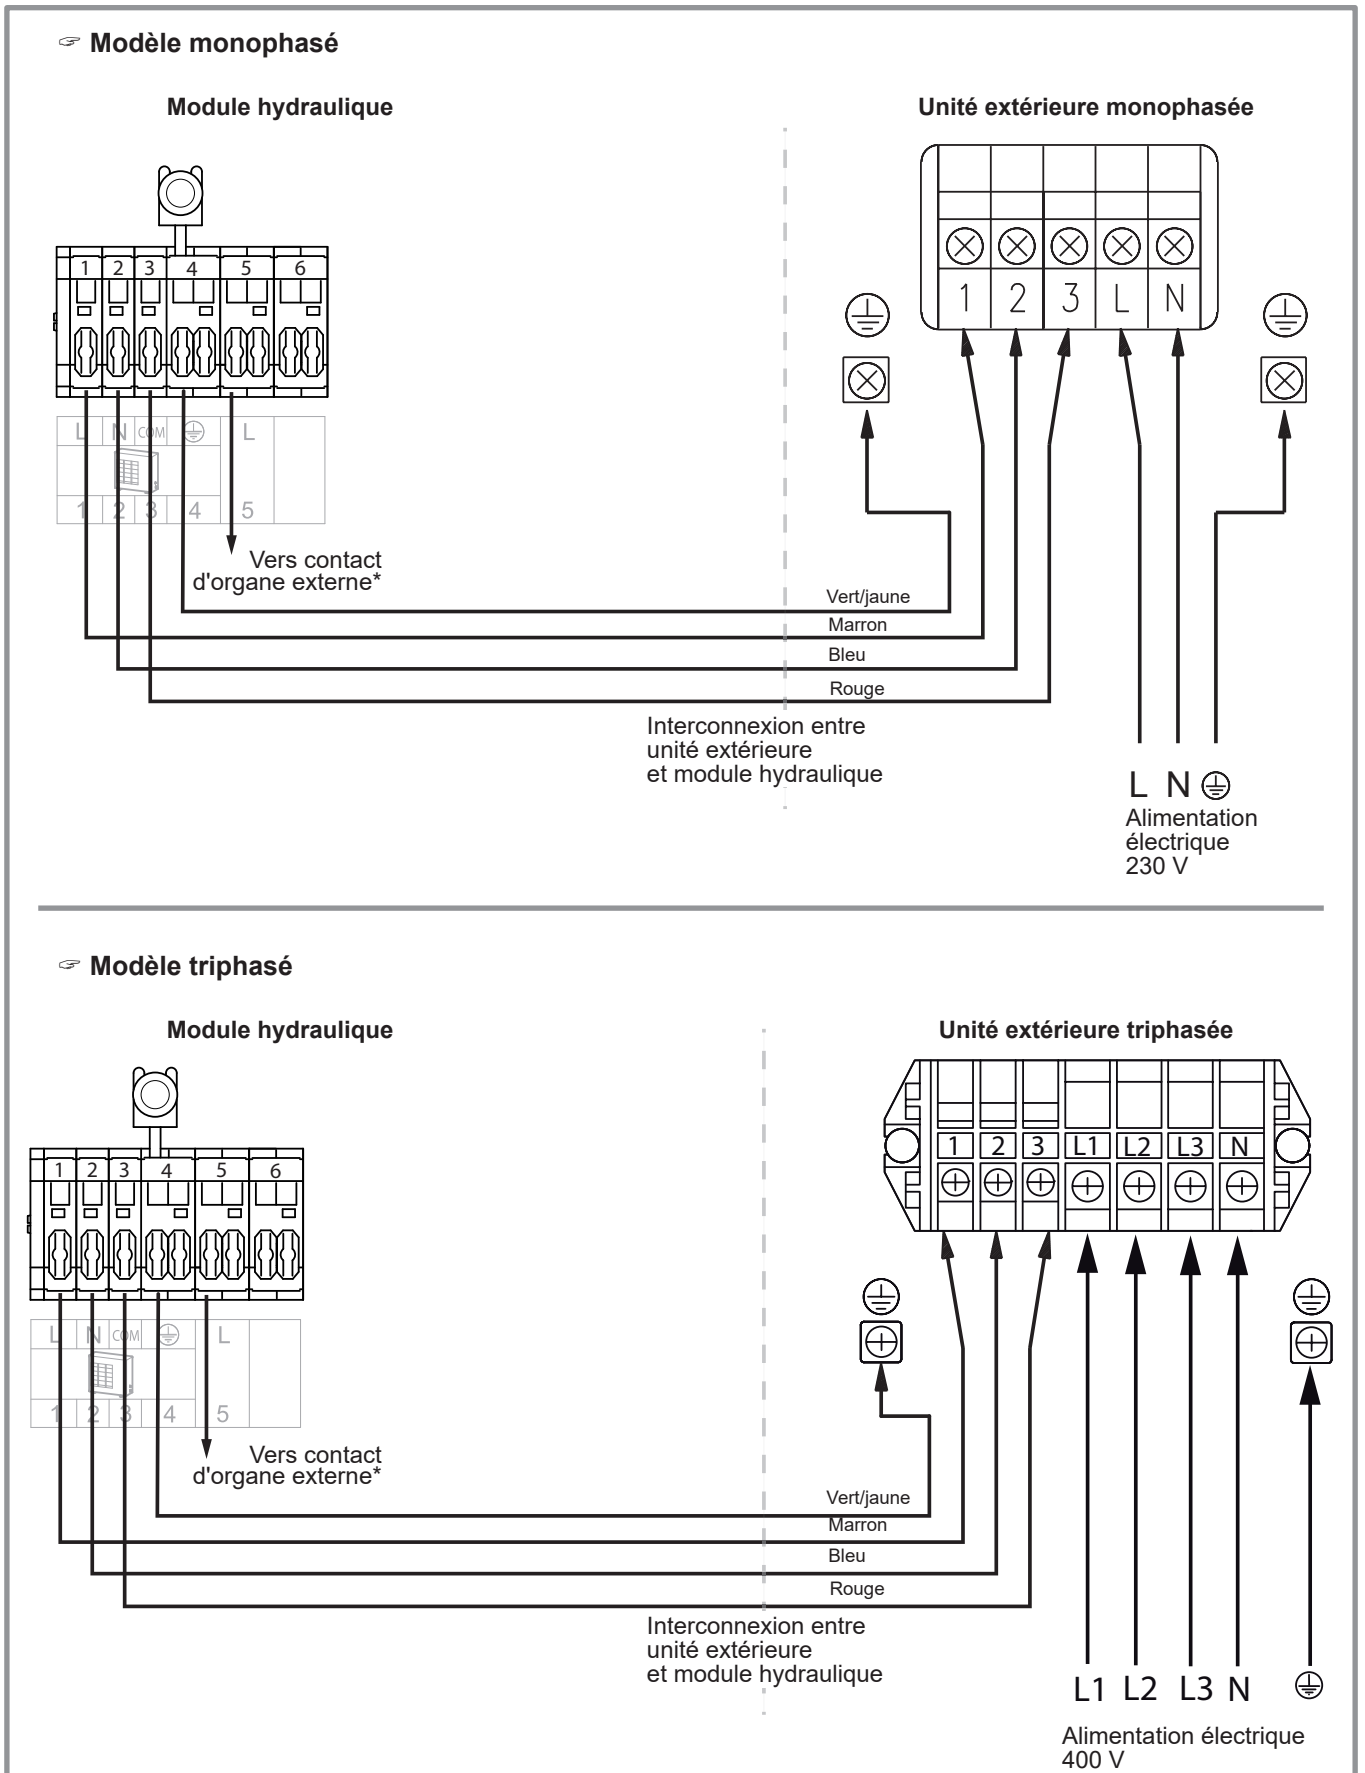 ☞ Modèle monophasé
Module hydraulique
Unité extérieure monophasée
1 2 3 4 5 6
1 2 3 L N
L N COM L
1 2 3 4 5
Vers contact
d'organe externe*
Vert/jaune
Marron
Bleu
Rouge
Interconnexion entre
unité extérieure
et module hydraulique
L N
Alimentation
électrique
230 V
☞ Modèle triphasé
Module hydraulique
Unité extérieure triphasée
1 2 3 4 5 6
1 2 3 L1 L2 L3 N
L N COM L
1 2 3 4 5
Vers contact
d'organe externe*
Vert/jaune
Marron
Bleu
Rouge
Interconnexion entre
unité extérieure
et module hydraulique
L1 L2 L3 N
Alimentation électrique
400 V